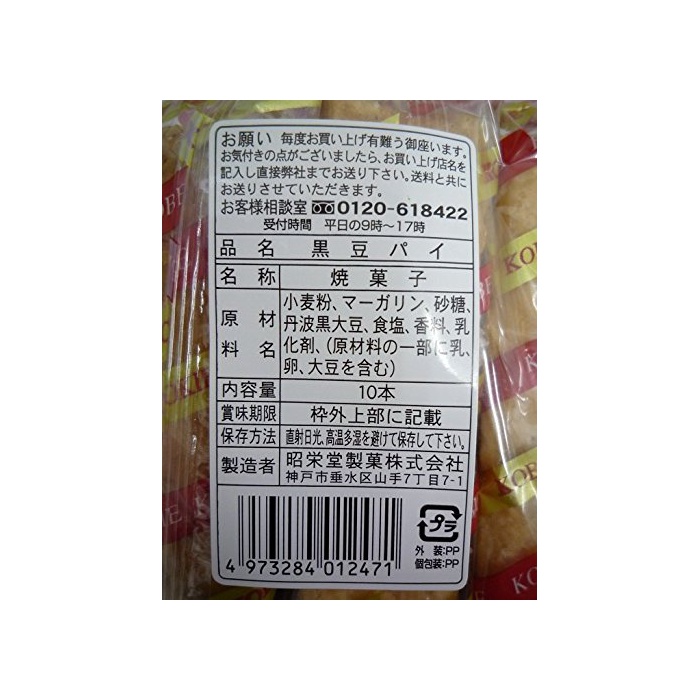 お願い 毎度お買い上げ有難う御座います。
お気付きの点がございましたら、お買い上げ店名を
記入し直接弊社までお送り下さい。送料と共に
お送りさせていただきます。
お客様相談室 0120-618422
受付時間 平日の9時〜17時
品名 黒豆パイ
名称 焼菓子
原材料名 小麦粉、マーガリン、砂糖、
丹波黒大豆、食塩、香料、乳
化剤、(原材料の一部に乳、
卵、大豆を含む)
内容量 10本
賞味期限 枠外上部に記載
保存方法 直射日光、高温多湿を避けて保存して下さい。
製造者 昭栄堂製菓株式会社
神戸市垂水区山手7丁目7-1
プラ
外装:PP
個包装:PP
4 973284 012471
KOBE
KOBE
KOBE